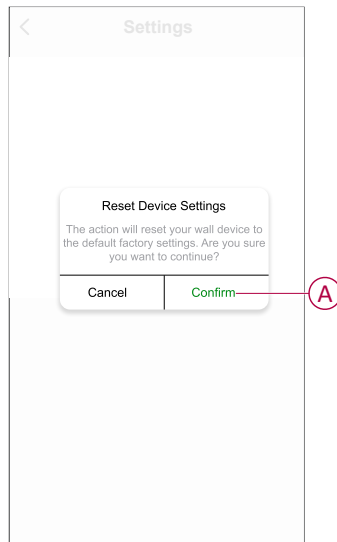 Settings
Reset Device Settings
The action will reset your wall device to
the default factory settings. Are you sure
you want to continue?
Cancel
Confirm
A